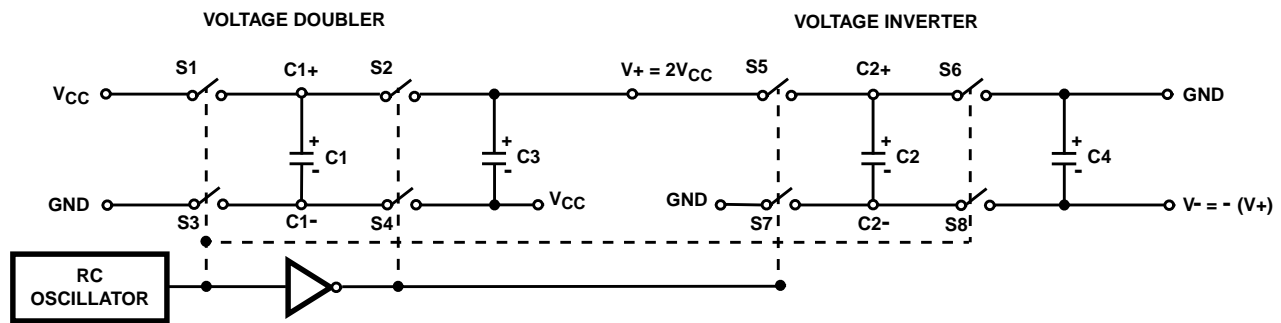 VOLTAGE DOUBLER
VOLTAGE INVERTER
S1
C1+
S2
V+ = 2VCC
S5
C2+
S6
VCC
GND
+
C1
-
+
C3
-
+
C2
-
+
C4
-
GND
S3
C1-
S4
VCC
GND
S7
C2-
S8
V- = - (V+)
RC
OSCILLATOR